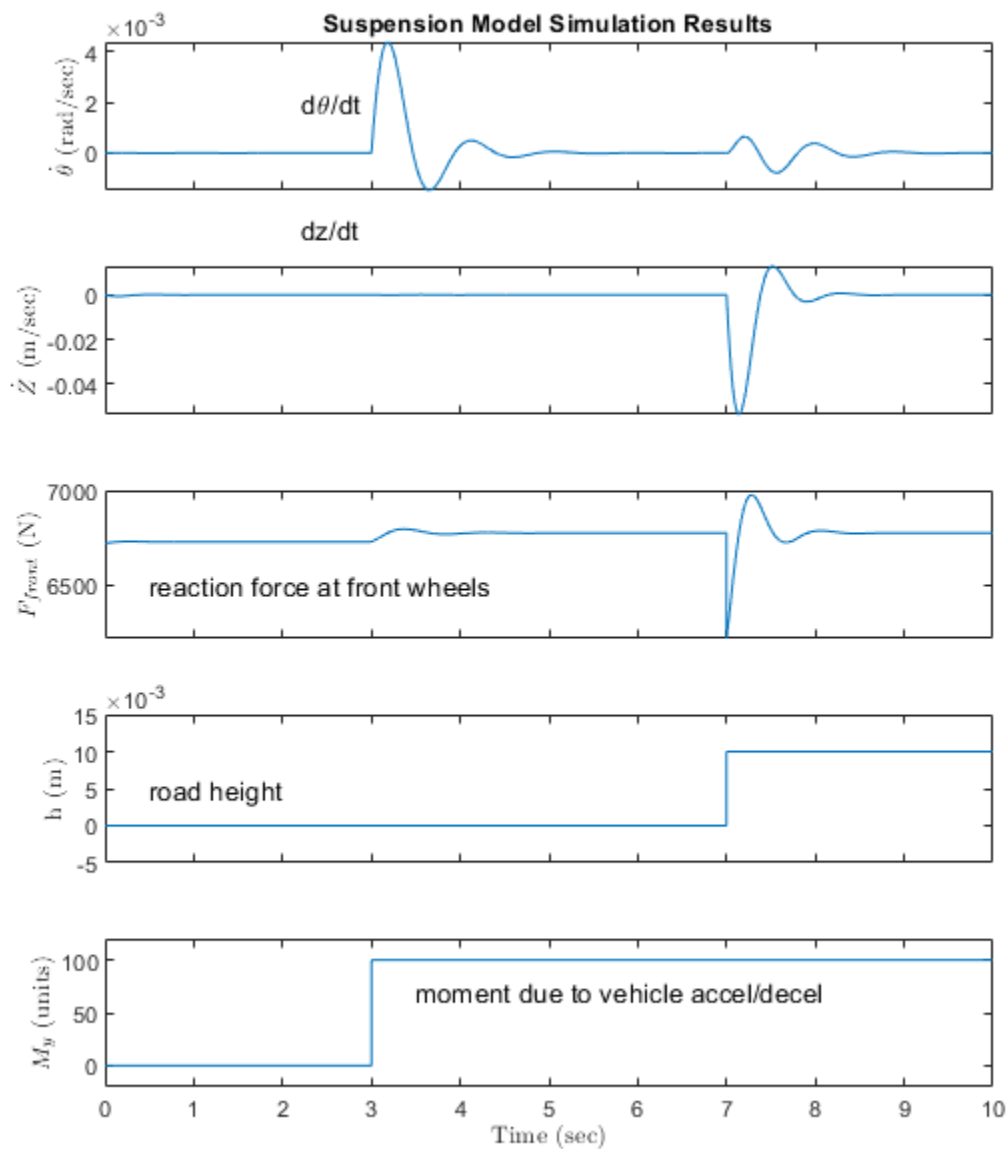 Suspension Model Simulation Results
×10⁻³
4
2
0
θ̇ (rad/sec)
dθ/dt
dz/dt
0
-0.02
-0.04
Ż (m/sec)
7000
6500
F_front (N)
reaction force at front wheels
×10⁻³
15
10
5
0
-5
h (m)
road height
100
50
0
M_y (units)
moment due to vehicle accel/decel
0 1 2 3 4 5 6 7 8 9 10
Time (sec)